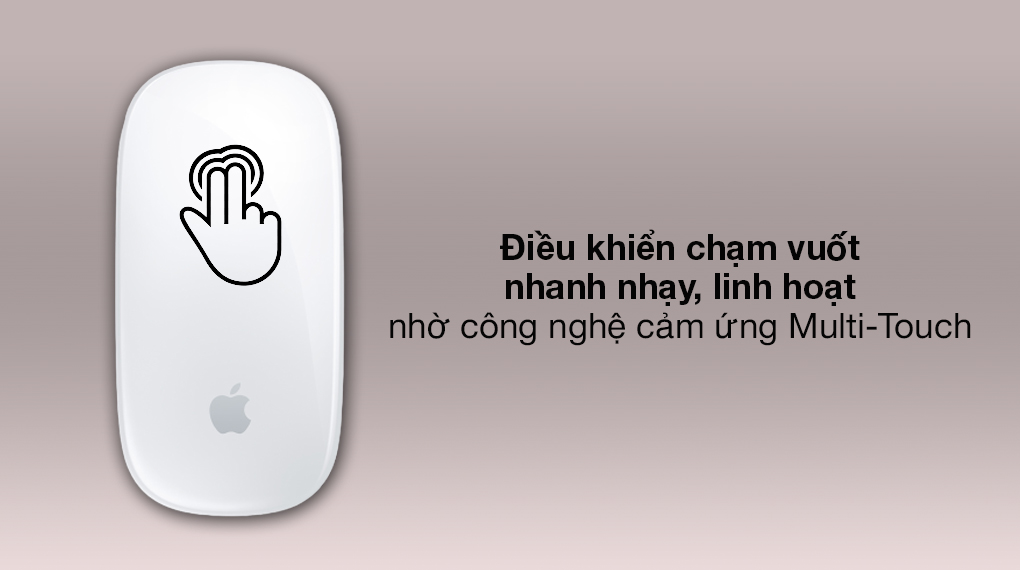 Điều khiển chạm vuốt
nhanh nhạy, linh hoạt
nhờ công nghệ cảm ứng Multi-Touch